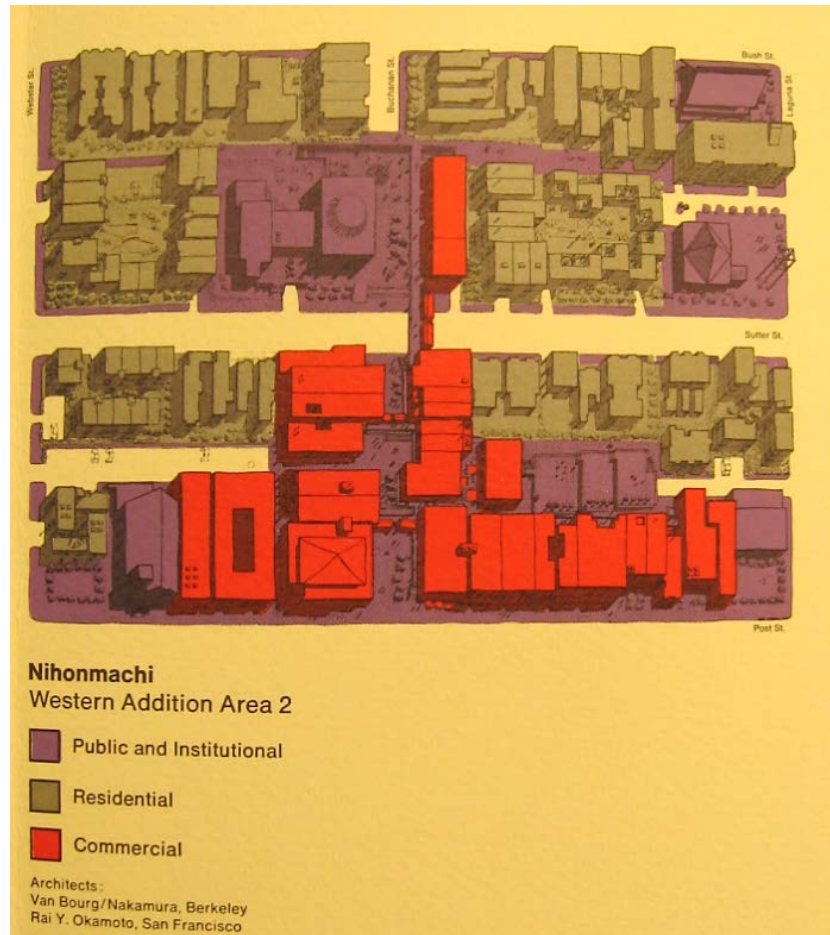 Bush St.
Webster St.
Buchanan St.
Laguna St.
Sutter St.
Post St.
Nihonmachi
Western Addition Area 2
Public and Institutional
Residential
Commercial
Architects:
Van Bourg/Nakamura, Berkeley
Rai Y. Okamoto, San Francisco